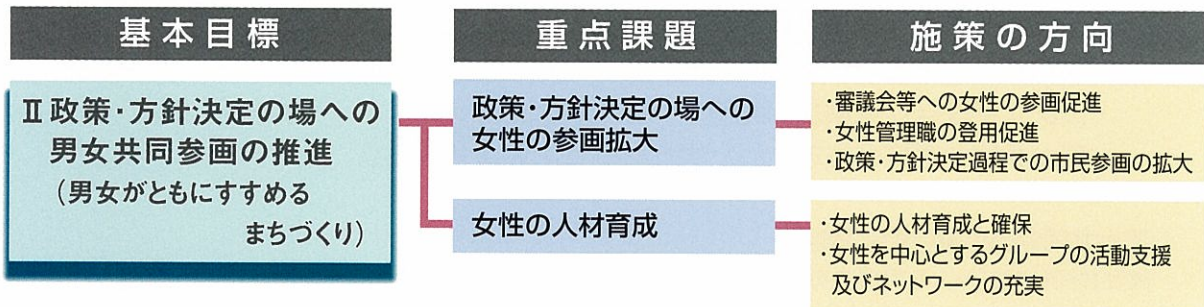 基本目標
重点課題
施策の方向
Ⅱ政策・方針決定の場への
男女共同参画の推進
(男女がともにすすめる
まちづくり)
政策・方針決定の場への
女性の参画拡大
・審議会等への女性の参画促進
・女性管理職の登用促進
・政策・方針決定過程での市民参画の拡大
女性の人材育成
・女性の人材育成と確保
・女性を中心とするグループの活動支援
及びネットワークの充実